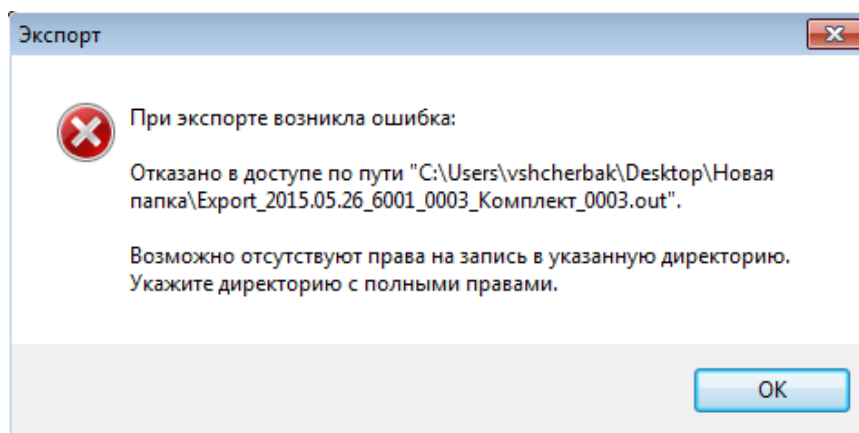 Экспорт
При экспорте возникла ошибка:
Отказано в доступе по пути "C:\Users\vshcherbak\Desktop\Новая
папка\Export_2015.05.26_6001_0003_Комплект_0003.out".
Возможно отсутствуют права на запись в указанную директорию.
Укажите директорию с полными правами.
ОК